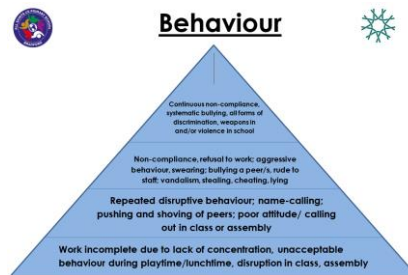 Behaviour
Continuous non-compliance,
systematic bullying, all forms of
discrimination, weapons in
and/or violence in school
Non-compliance, refusal to work; aggressive
behaviour, swearing; bullying a peer/s, rude to
staff; vandalism, stealing, cheating, lying
Repeated disruptive behaviour; name-calling;
pushing and shoving of peers; poor attitude/ calling
out in class or assembly
Work incomplete due to lack of concentration, unacceptable
behaviour during playtime/lunchtime, disruption in class, assembly